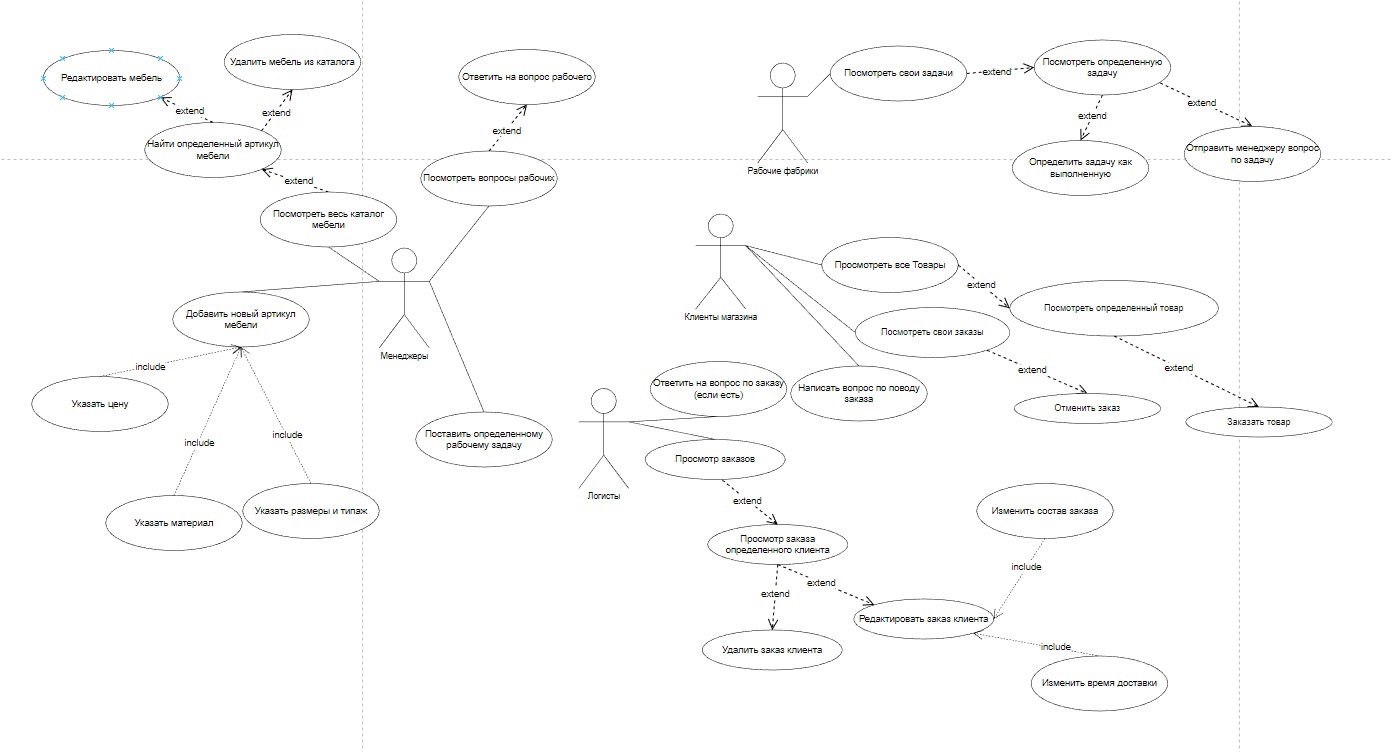 Редактировать мебель
Удалить мебель из каталога
extend
extend
Найти определенный артикул
мебели
extend
Посмотреть весь каталог
мебели
Ответить на вопрос рабочего
extend
Посмотреть вопросы рабочих
Добавить новый артикул
мебели
Менеджеры
include
Указать цену
include
include
Указать материал
Указать размеры и типаж
Поставить определенному
рабочему задачу
Рабочие фабрики
Посмотреть свои задачи
extend
Посмотреть определенную
задачу
extend
extend
Определить задачу как
выполненную
Отправить менеджеру вопрос
по задачу
Клиенты магазина
Просмотреть все Товары
extend
Посмотреть определенный товар
Посмотреть свои заказы
extend
extend
Написать вопрос по поводу
заказа
Отменить заказ
Заказать товар
Логисты
Ответить на вопрос по заказу
(если есть)
Просмотр заказов
extend
Просмотр заказа
определенного клиента
extend
extend
Удалить заказ клиента
Редактировать заказ клиента
Изменить состав заказа
include
include
Изменить время доставки